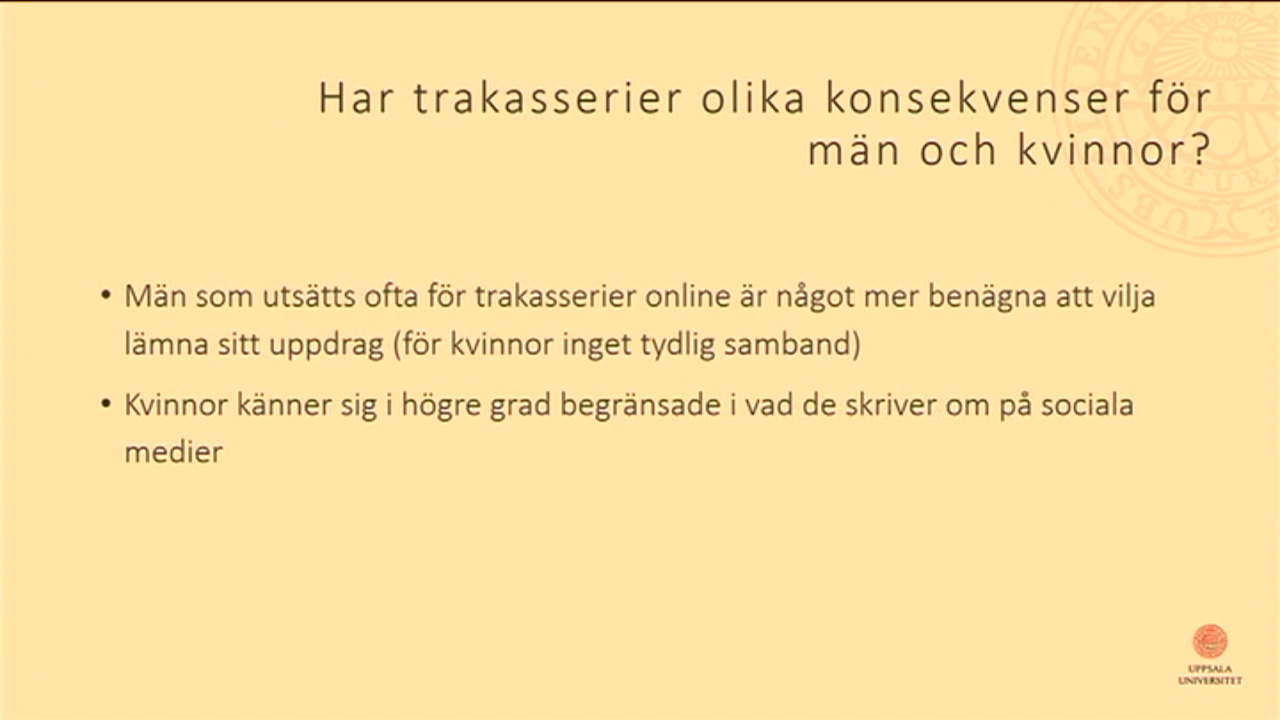 Har trakasserier olika konsekvenser för
män och kvinnor?
• Män som utsätts ofta för trakasserier online är något mer benägna att vilja
lämna sitt uppdrag (för kvinnor inget tydlig samband)
• Kvinnor känner sig i högre grad begränsade i vad de skriver om på sociala
medier
UPPSALA
UNIVERSITET